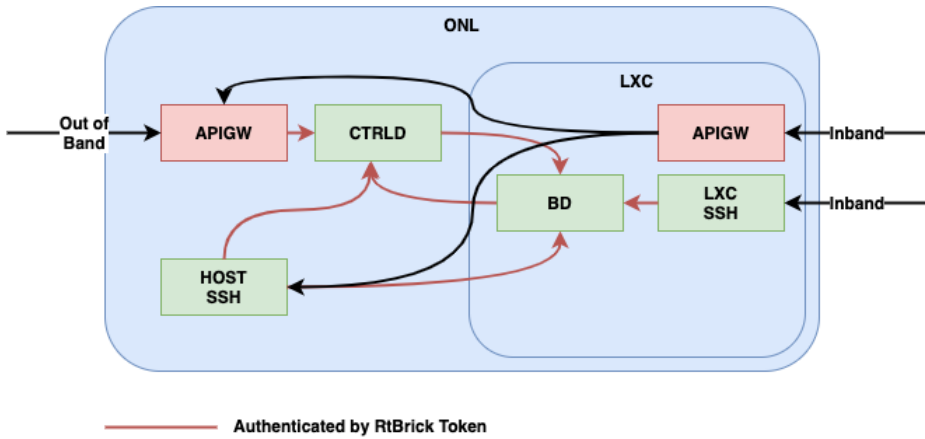 ONL
LXC
Out of
Band
APIGW
CTRLD
APIGW
Inband
BD
LXC
SSH
Inband
HOST
SSH
Authenticated by RtBrick Token